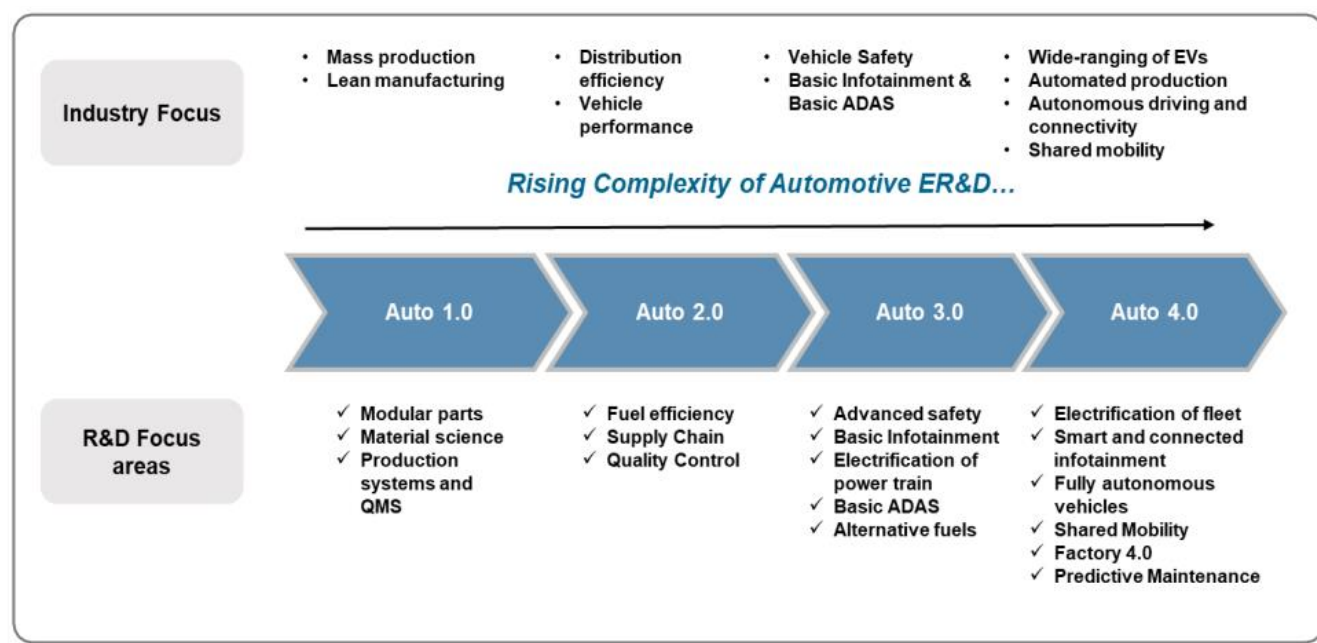 Industry Focus
• Mass production
• Lean manufacturing
• Distribution
efficiency
• Vehicle
performance
• Vehicle Safety
• Basic Infotainment &
Basic ADAS
• Wide-ranging of EVs
• Automated production
• Autonomous driving and
connectivity
• Shared mobility
Rising Complexity of Automotive ER&D…
Auto 1.0
Auto 2.0
Auto 3.0
Auto 4.0
R&D Focus
areas
✓ Modular parts
✓ Material science
✓ Production
systems and
QMS
✓ Fuel efficiency
✓ Supply Chain
✓ Quality Control
✓ Advanced safety
✓ Basic Infotainment
✓ Electrification of
power train
✓ Basic ADAS
✓ Alternative fuels
✓ Electrification of fleet
✓ Smart and connected
infotainment
✓ Fully autonomous
vehicles
✓ Shared Mobility
✓ Factory 4.0
✓ Predictive Maintenance